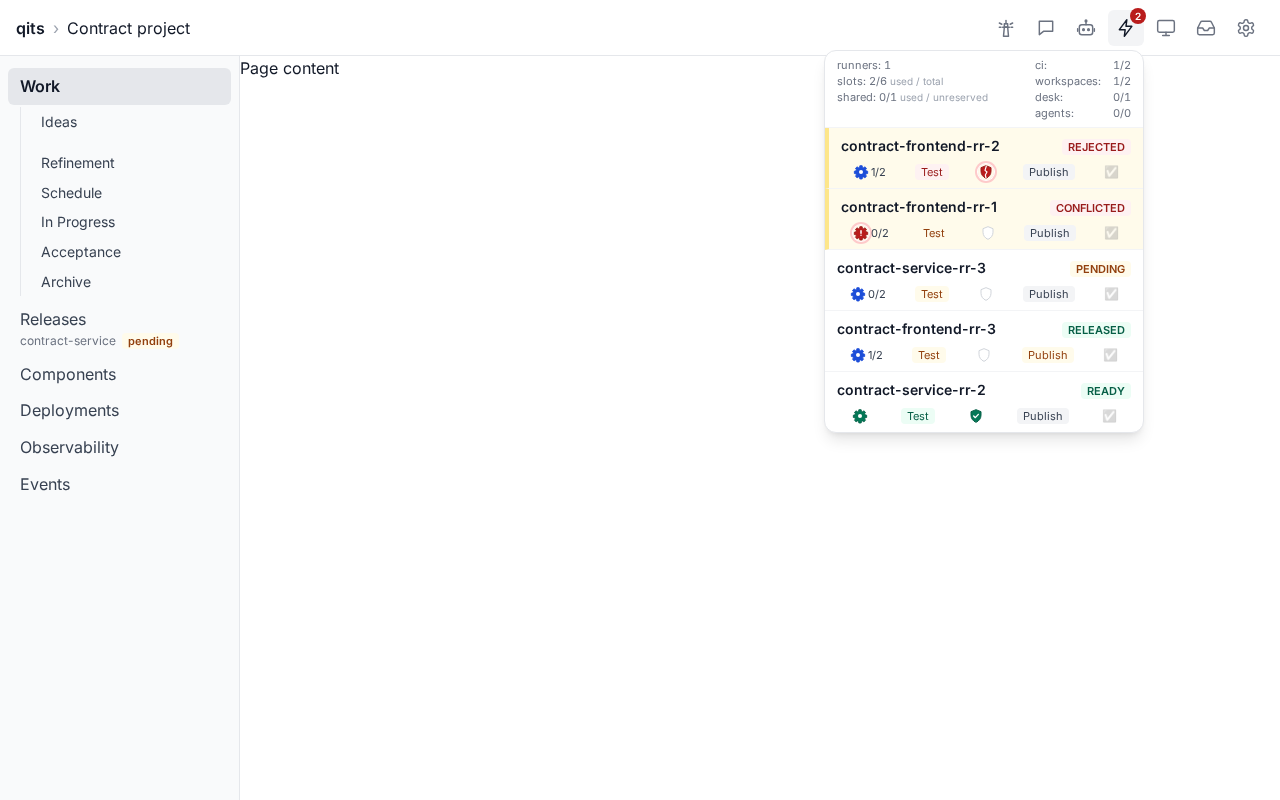 qits › Contract project
2
Work
Ideas
Refinement
Schedule
In Progress
Acceptance
Archive
Releases
contract-service pending
Components
Deployments
Observability
Events
Page content
runners: 1
slots: 2/6 used / total
shared: 0/1 used / unreserved
ci: 1/2
workspaces: 1/2
desk: 0/1
agents: 0/0
contract-frontend-rr-2 REJECTED
1/2 Test Publish
contract-frontend-rr-1 CONFLICTED
0/2 Test Publish
contract-service-rr-3 PENDING
0/2 Test Publish
contract-frontend-rr-3 RELEASED
1/2 Test Publish
contract-service-rr-2 READY
Test Publish